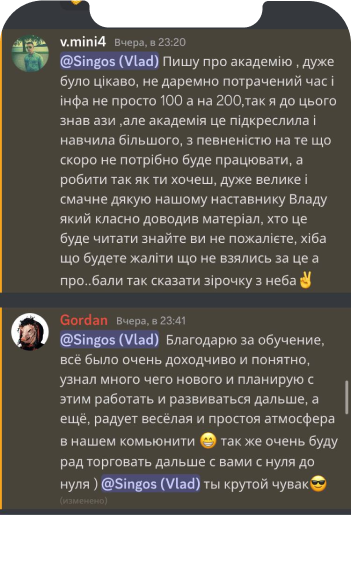 v.mini4 Вчера, в 23:20
@Singos (Vlad) Пишу про академію , дуже
було цікаво, не даремно потрачений час і
інфа не просто 100 а на 200,так я до цього
знав ази ,але академія це підкреслила і
навчила більшого, з певненістю на те що
скоро не потрібно буде працювати, а
робити так як ти хочеш, дуже велике і
смачне дякую нашому наставнику Владу
який класно доводив матеріал, хто це
буде читати знайте ви не пожалієте, хіба
що будете жаліти що не взялись за це а
про..бали так сказати зірочку з неба✌️
Gordan Вчера, в 23:41
@Singos (Vlad) Благодарю за обучение,
всё было очень доходчиво и понятно,
узнал много чего нового и планирую с
этим работать и развиваться дальше, а
ещё, радует весёлая и простоя атмосфера
в нашем комьюнити 😁 так же очень буду
рад торговать дальше с вами с нуля до
нуля ) @Singos (Vlad) ты крутой чувак😎
(изменено)